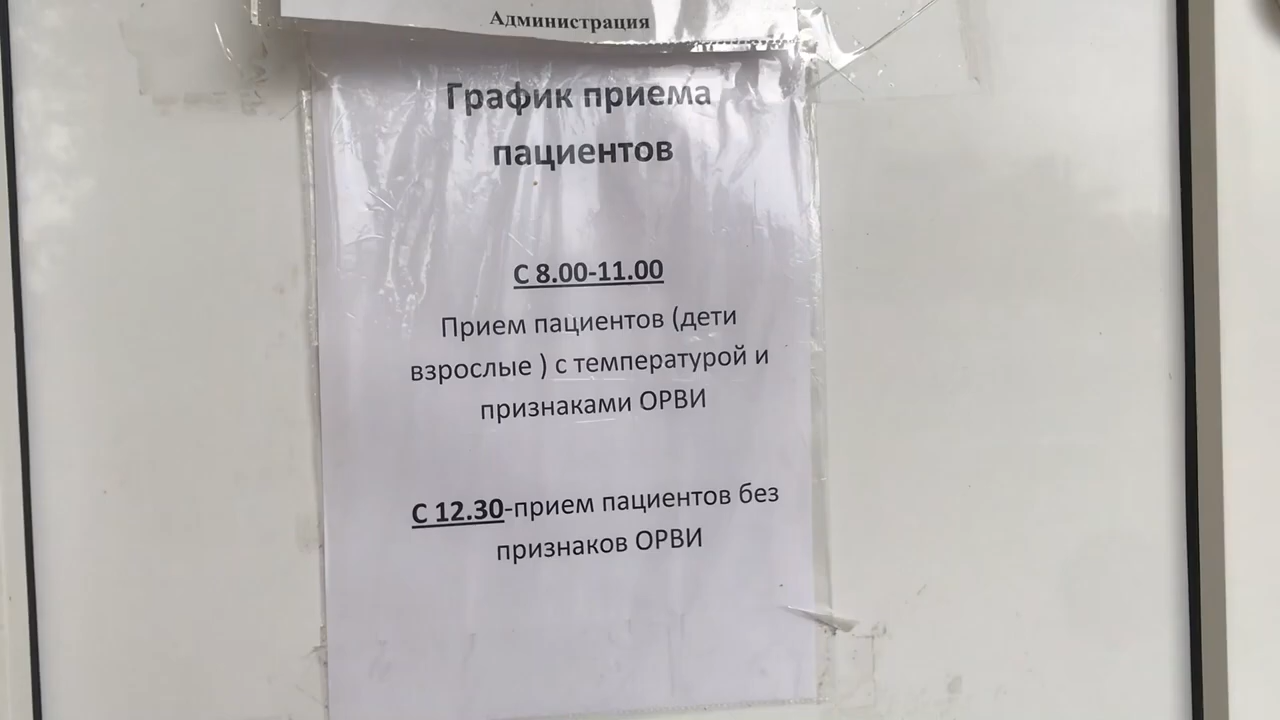 Администрация
График приема
пациентов
С 8.00-11.00
Прием пациентов (дети
взрослые ) с температурой и
признаками ОРВИ
С 12.30-прием пациентов без
признаков ОРВИ